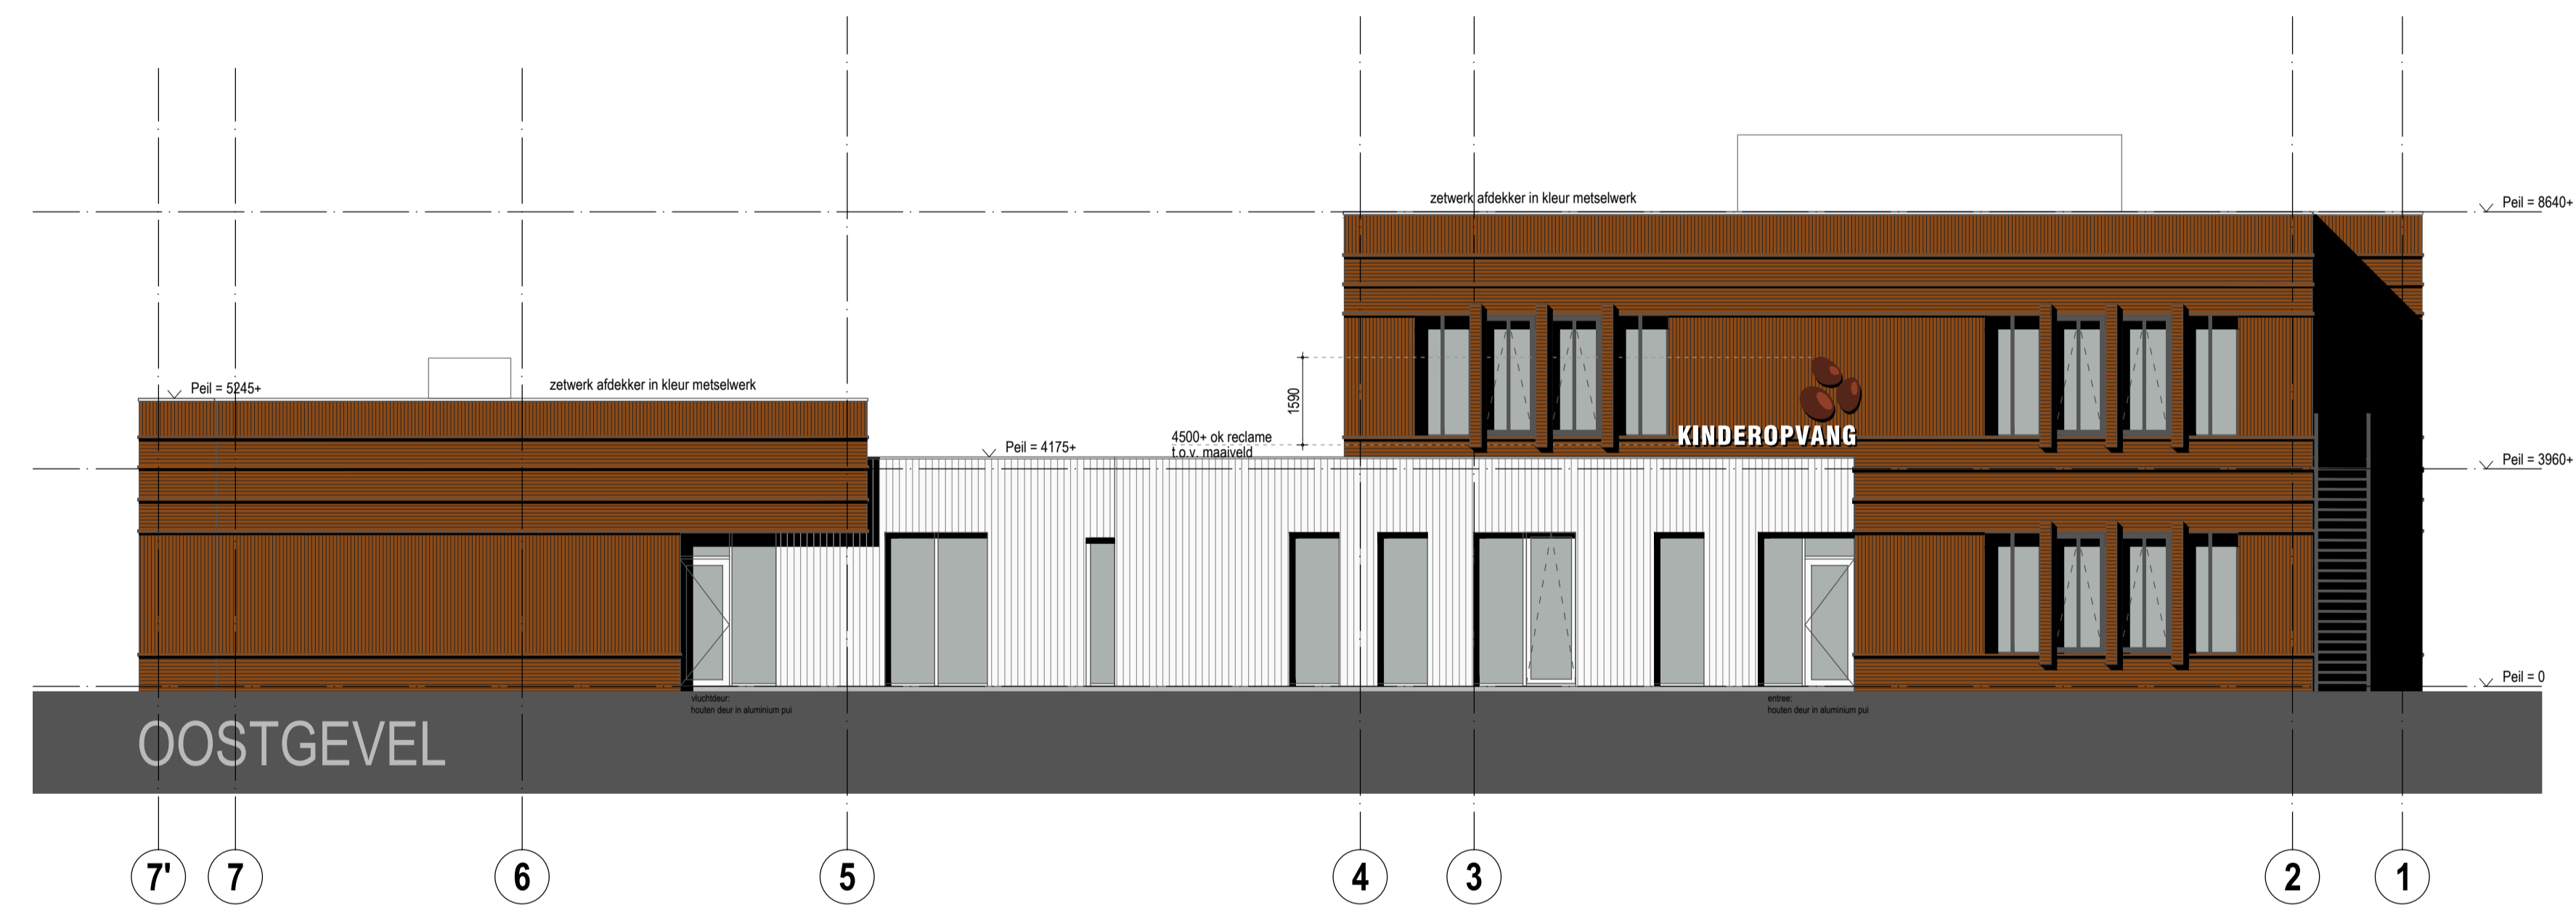 zetwerk afdekker in kleur metselwerk
Peil = 8640+
Peil = 5245+
zetwerk afdekker in kleur metselwerk
1590
4500+ ok reclame
t.o.v. maaiveld
KINDEROPVANG
Peil = 4175+
Peil = 3960+
Peil = 0
vluchtdeur:
houten deur in aluminium pui
entree:
houten deur in aluminium pui
OOSTGEVEL
7'
7
6
5
4
3
2
1